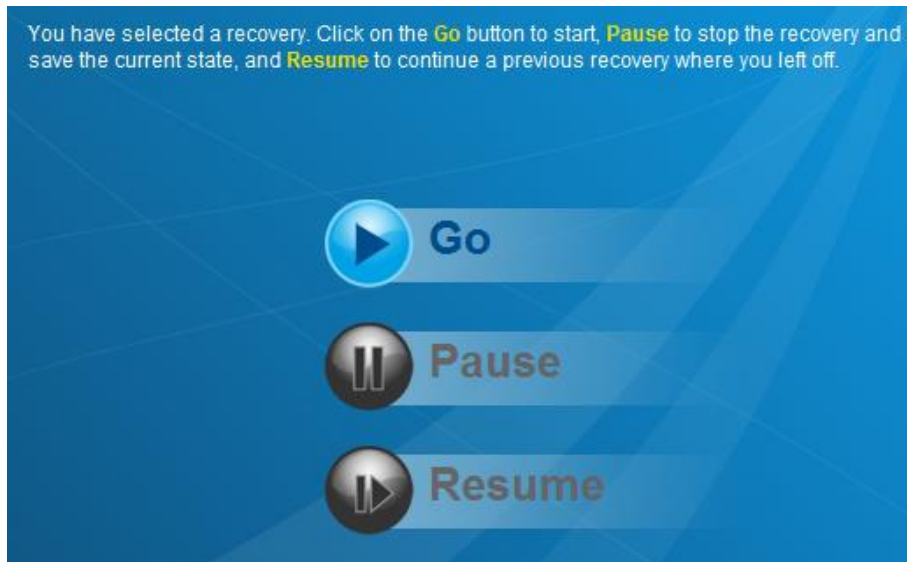 You have selected a recovery. Click on the Go button to start, Pause to stop the recovery and
save the current state, and Resume to continue a previous recovery where you left off.
Go
Pause
Resume